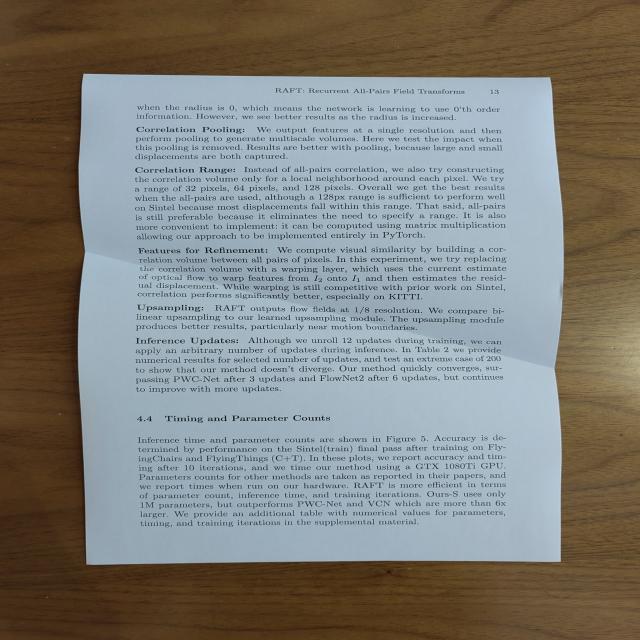 RAFT: Recurrent All-Pairs Field Transforms 13
when the radius is 0, which means the network is learning to use 0'th order
information. However, we see better results as the radius is increased.
Correlation Pooling: We output features at a single resolution and then
perform pooling to generate multiscale volumes. Here we test the impact when
this pooling is removed. Results are better with pooling, because large and small
displacements are both captured.
Correlation Range: Instead of all-pairs correlation, we also try constructing
the correlation volume only for a local neighborhood around each pixel. We try
a range of 32 pixels, 64 pixels, and 128 pixels. Overall we get the best results
when the all-pairs are used, although a 128px range is sufficient to perform well
on Sintel because most displacements fall within this range. That said, all-pairs
is still preferable because it eliminates the need to specify a range. It is also
more convenient to implement: it can be computed using matrix multiplication
allowing our approach to be implemented entirely in PyTorch.
Features for Refinement: We compute visual similarity by building a cor-
relation volume between all pairs of pixels. In this experiment, we try replacing
the correlation volume with a warping layer, which uses the current estimate
of optical flow to warp features from I2 onto I1 and then estimates the resid-
ual displacement. While warping is still competitive with prior work on Sintel,
correlation performs significantly better, especially on KITTI.
Upsampling: RAFT outputs flow fields at 1/8 resolution. We compare bi-
linear upsampling to our learned upsampling module. The upsampling module
produces better results, particularly near motion boundaries.
Inference Updates: Although we unroll 12 updates during training, we can
apply an arbitrary number of updates during inference. In Table 2 we provide
numerical results for selected number of updates, and test an extreme case of 200
to show that our method doesn't diverge. Our method quickly converges, sur-
passing PWC-Net after 3 updates and FlowNet2 after 6 updates, but continues
to improve with more updates.
4.4 Timing and Parameter Counts
Inference time and parameter counts are shown in Figure 5. Accuracy is de-
termined by performance on the Sintel(train) final pass after training on Fly-
ingChairs and FlyingThings (C+T). In these plots, we report accuracy and tim-
ing after 10 iterations, and we time our method using a GTX 1080Ti GPU.
Parameters counts for other methods are taken as reported in their papers, and
we report times when run on our hardware. RAFT is more efficient in terms
of parameter count, inference time, and training iterations. Ours-S uses only
1M parameters, but outperforms PWC-Net and VCN which are more than 6x
larger. We provide an additional table with numerical values for parameters,
timing, and training iterations in the supplemental material.